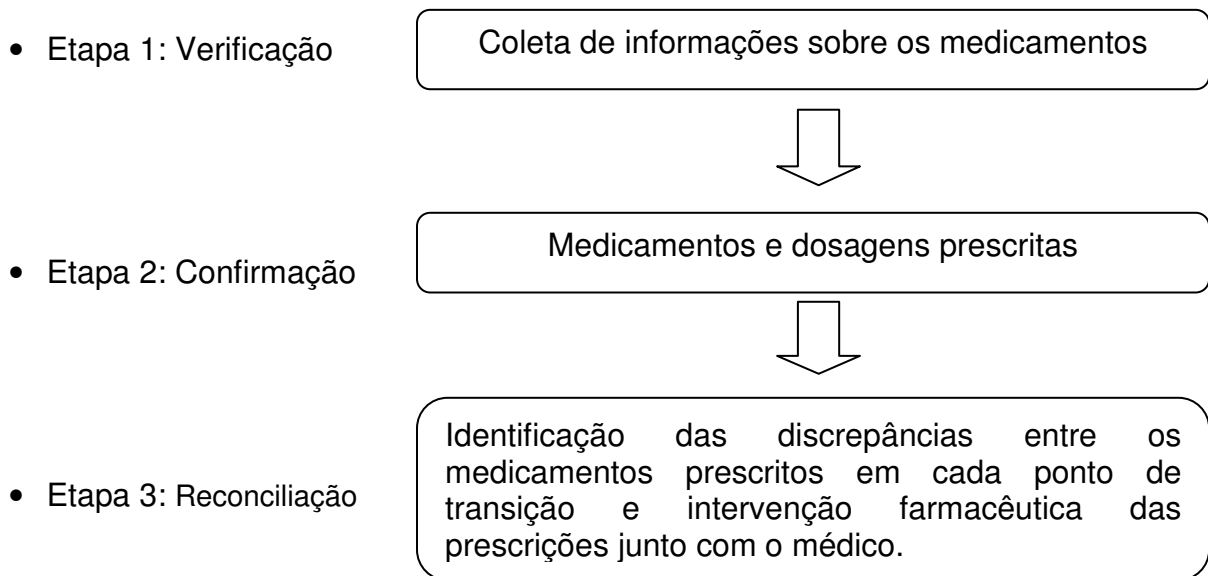 • Etapa 1: Verificação
Coleta de informações sobre os medicamentos
• Etapa 2: Confirmação
Medicamentos e dosagens prescritas
• Etapa 3: Reconciliação
Identificação das discrepâncias entre os
medicamentos prescritos em cada ponto de
transição e intervenção farmacêutica das
prescrições junto com o médico.